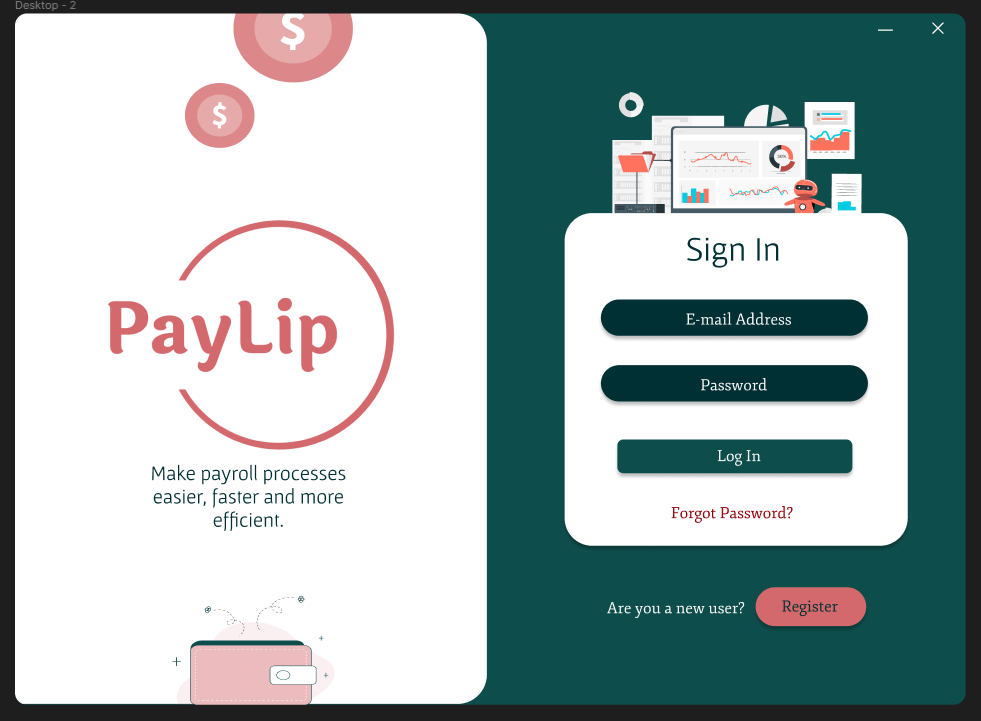 Desktop - 2
$
$
PayLip
Make payroll processes
easier, faster and more
efficient.
Sign In
E-mail Address
Password
Log In
Forgot Password?
Are you a new user?
Register